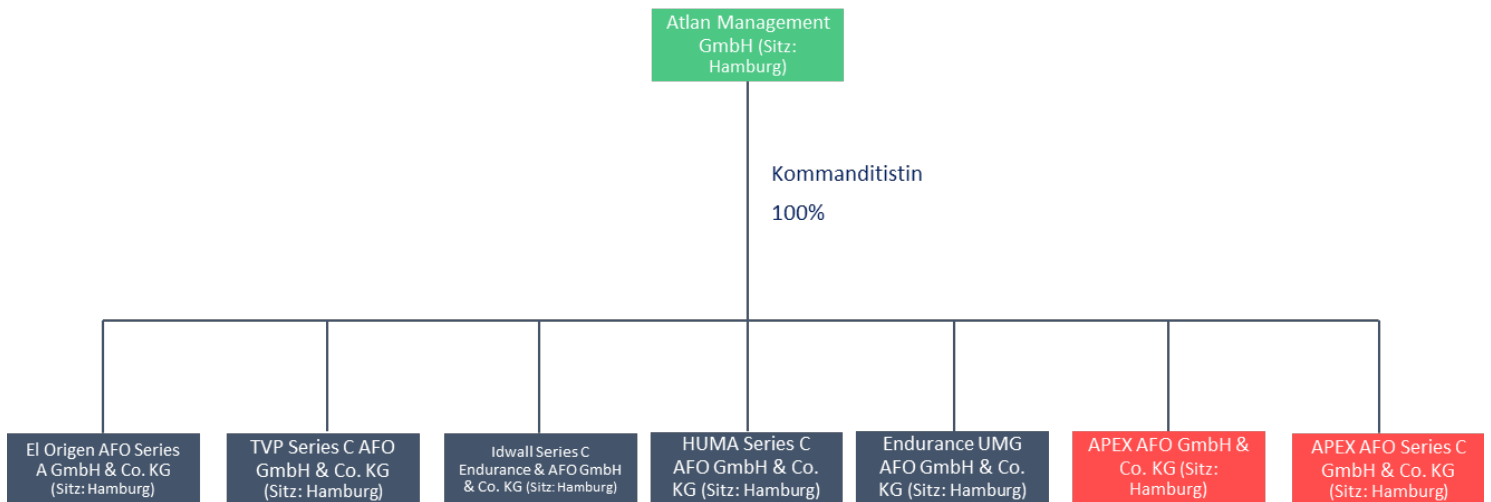 Atlan Management
GmbH (Sitz:
Hamburg)
Kommanditistin
100%
El Origen AFO Series
A GmbH & Co. KG
(Sitz: Hamburg)
TVP Series C AFO
GmbH & Co. KG
(Sitz: Hamburg)
Idwall Series C
Endurance & AFO GmbH
& Co. KG (Sitz: Hamburg)
HUMA Series C
AFO GmbH & Co.
KG (Sitz: Hamburg)
Endurance UMG
AFO GmbH & Co.
KG (Sitz: Hamburg)
APEX AFO GmbH &
Co. KG (Sitz:
Hamburg)
APEX AFO Series C
GmbH & Co. KG
(Sitz: Hamburg)